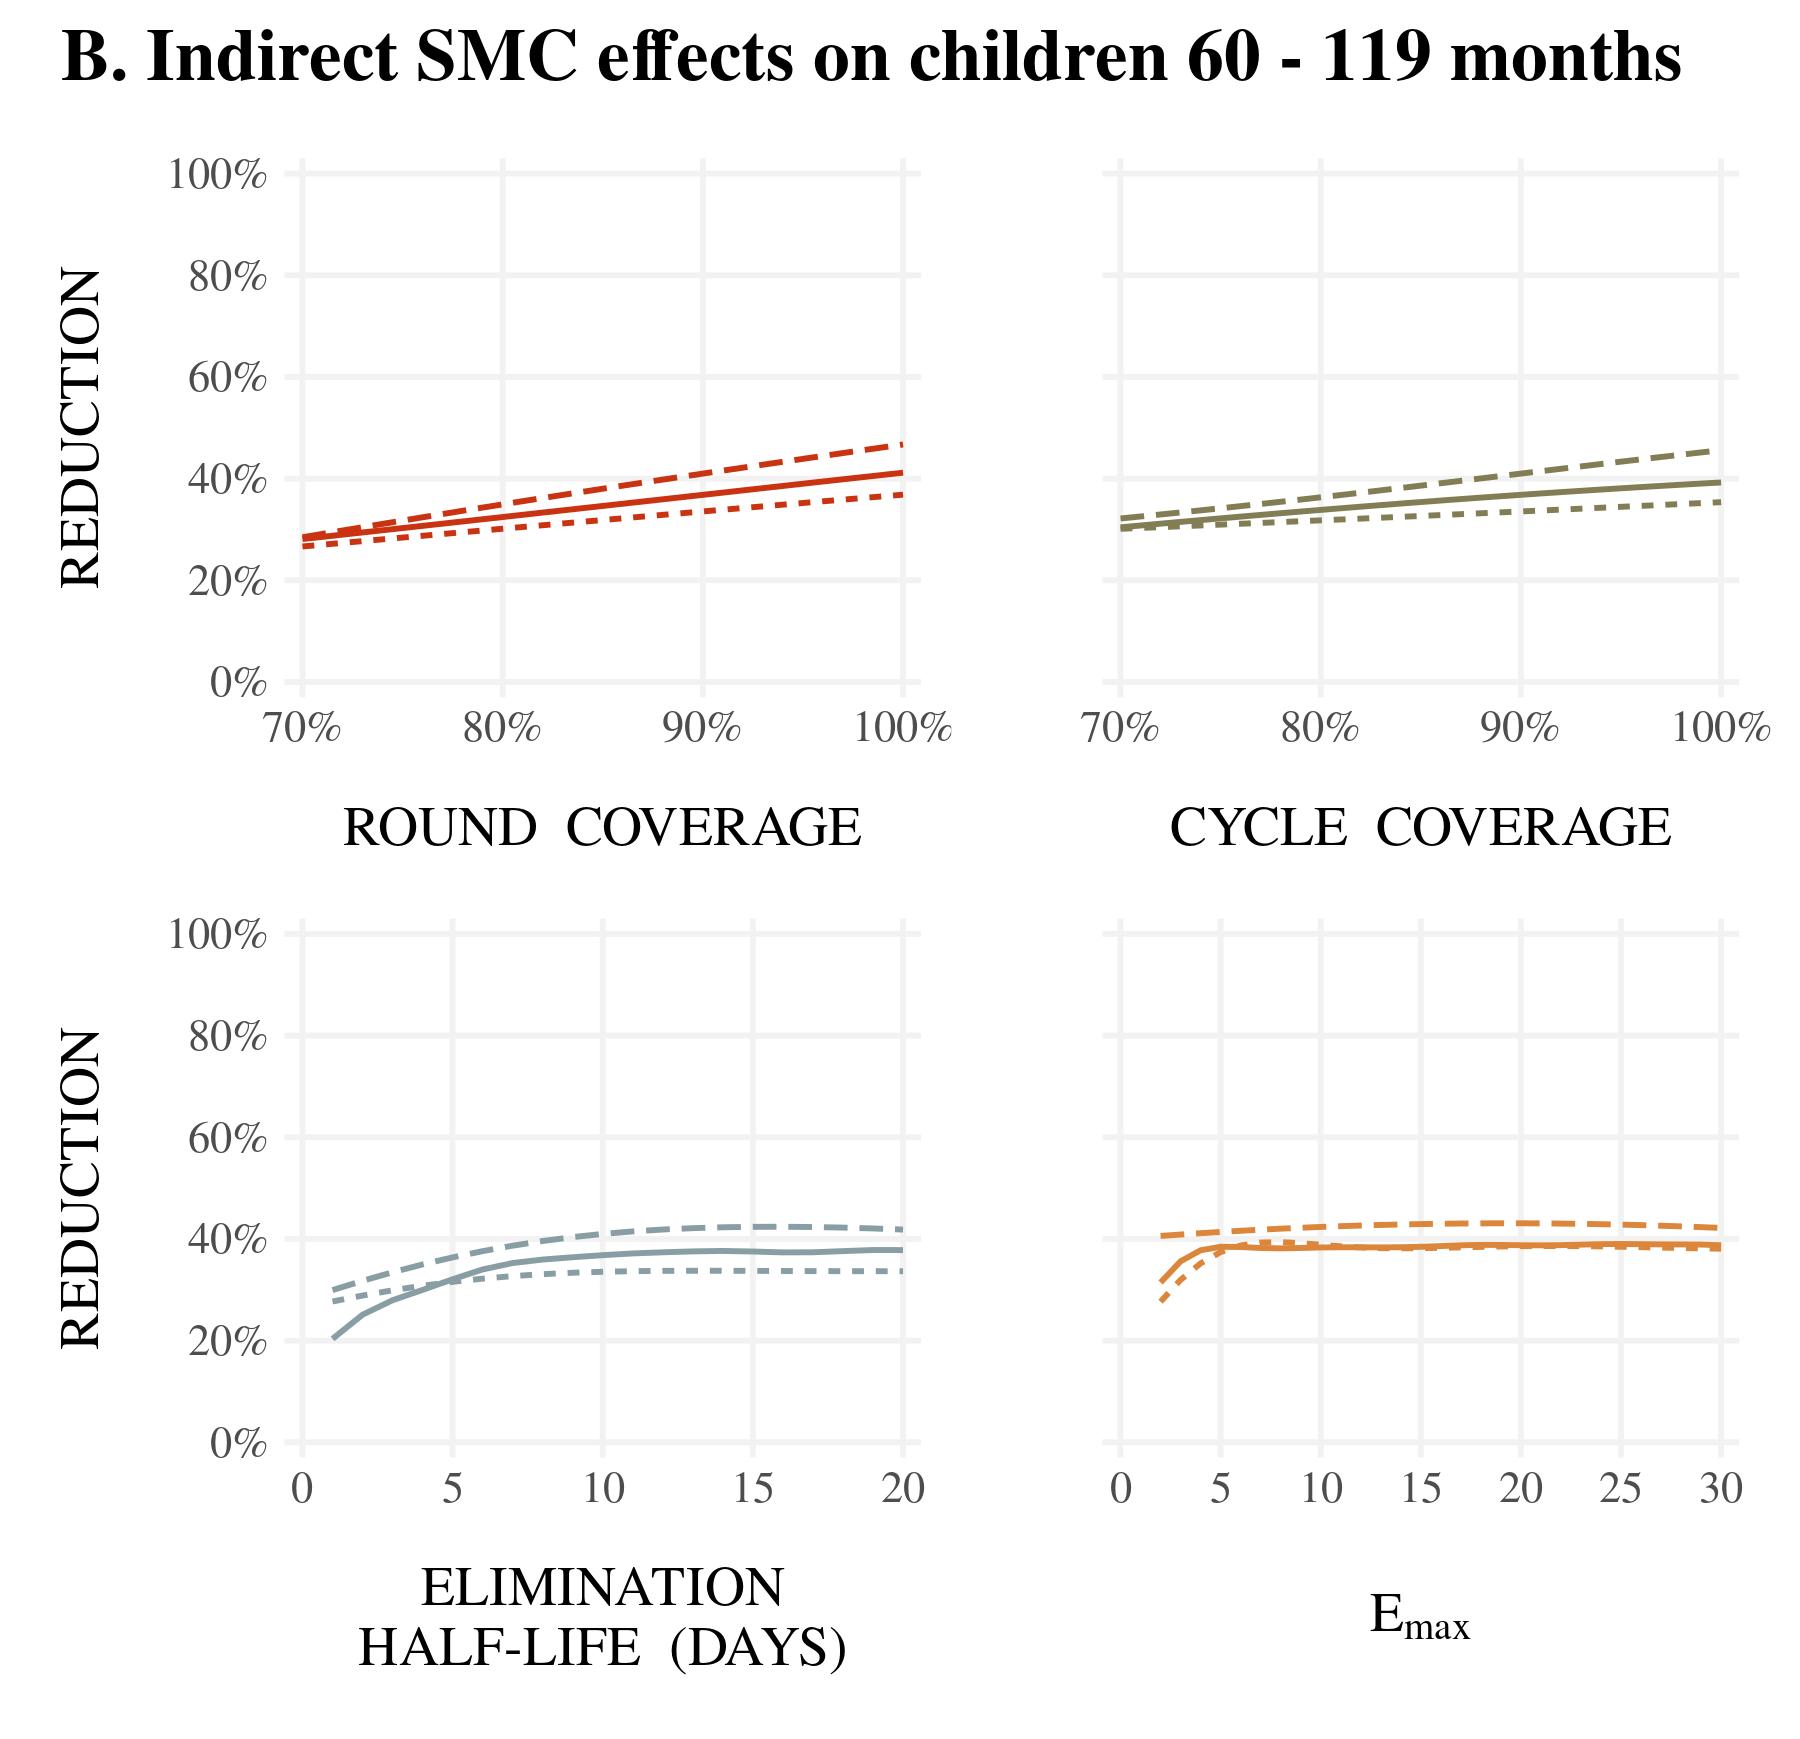 B. Indirect SMC effects on children 60 - 119 months
REDUCTION
100%
80%
60%
40%
20%
0%
70% 80% 90% 100%
ROUND COVERAGE
70% 80% 90% 100%
CYCLE COVERAGE
REDUCTION
100%
80%
60%
40%
20%
0%
0 5 10 15 20
ELIMINATION
HALF-LIFE (DAYS)
0 5 10 15 20 25 30
Emax